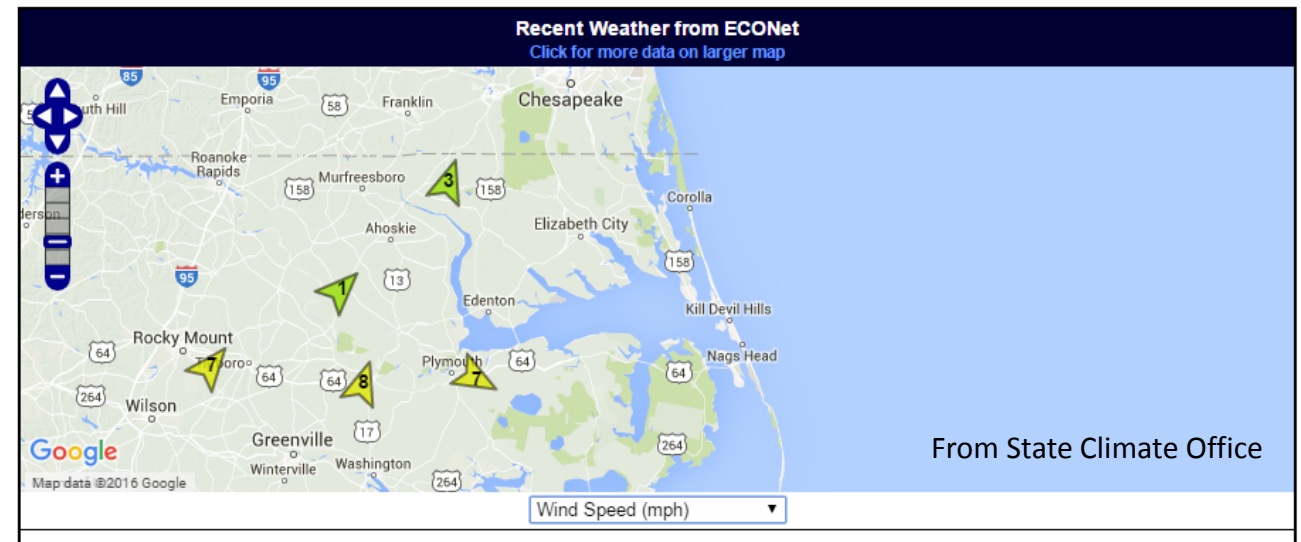 Recent Weather from ECONet
Click for more data on larger map
85
95
Emporia
58
Franklin
Chesapeake
uth Hill
Roanoke
Rapids
158
Murfreesboro
3
158
Corolla
Ahoskie
Elizabeth City
158
95
1
13
Edenton
Kill Devil Hills
Rocky Mount
64
7
boro
64
64
8
Plymouth
7
64
Nags Head
64
264
Wilson
Greenville
17
264
Google
Winterville
Washington
264
From State Climate Office
Map data ©2016 Google
Wind Speed (mph)